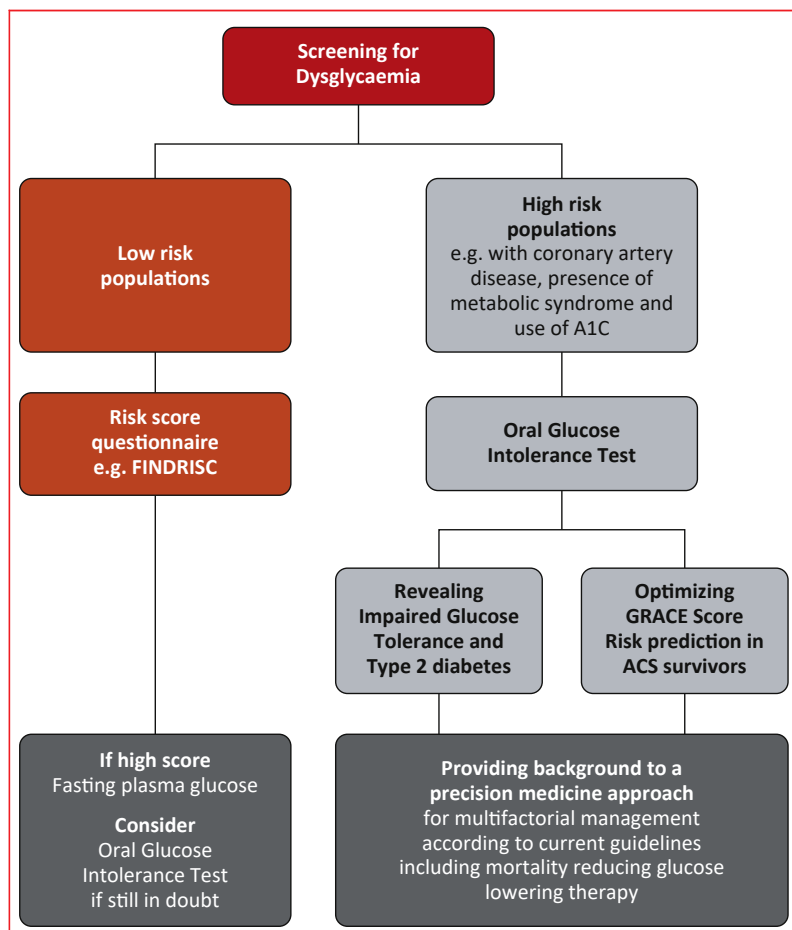 Screening for
Dysglycaemia
Low risk
populations
High risk
populations
e.g. with coronary artery
disease, presence of
metabolic syndrome and
use of A1C
Risk score
questionnaire
e.g. FINDRISC
Oral Glucose
Intolerance Test
Revealing
Impaired Glucose
Tolerance and
Type 2 diabetes
Optimizing
GRACE Score
Risk prediction in
ACS survivors
If high score
Fasting plasma glucose
Consider
Oral Glucose
Intolerance Test
if still in doubt
Providing background to a
precision medicine approach
for multifactorial management
according to current guidelines
including mortality reducing glucose
lowering therapy